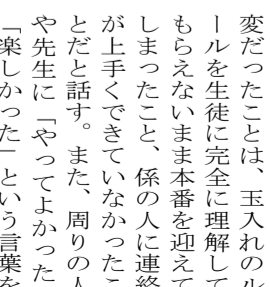 変だったことは、玉入れのル
ールを生徒に完全に理解して
もらえないまま本番を迎えて
しまったこと、係の人に連絡
が上手くできていなかったこ
とだと話す。また、周りの人
や先生に「やってよかった
「楽しかった」という言葉を